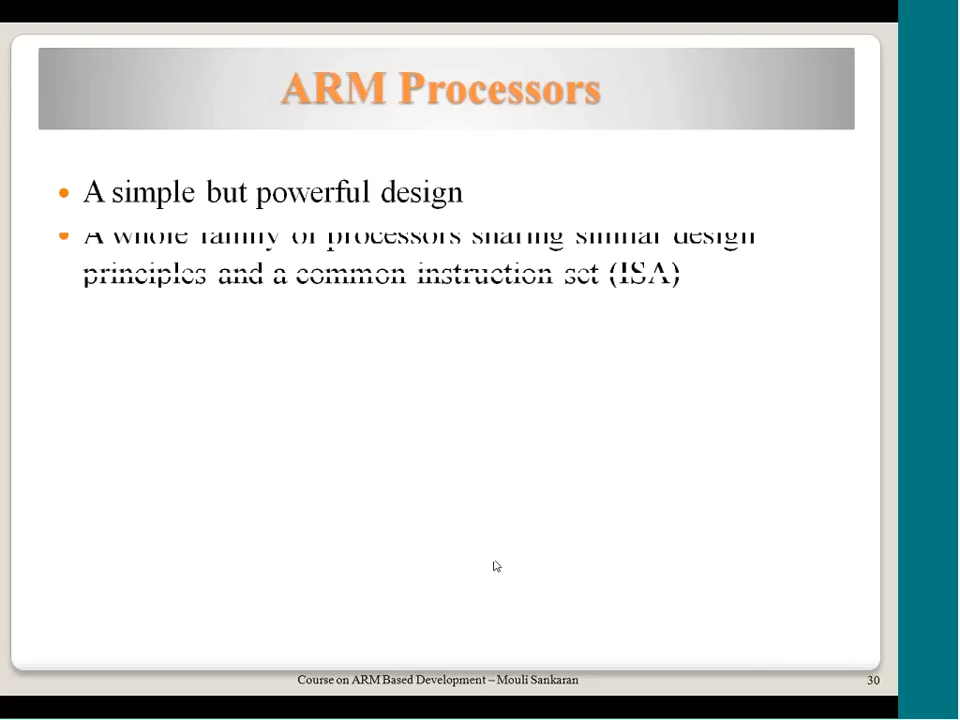 ARM Processors
A simple but powerful design
A whole family of processors sharing similar design
principles and a common instruction set (ISA)
Course on ARM Based Development – Mouli Sankaran
30